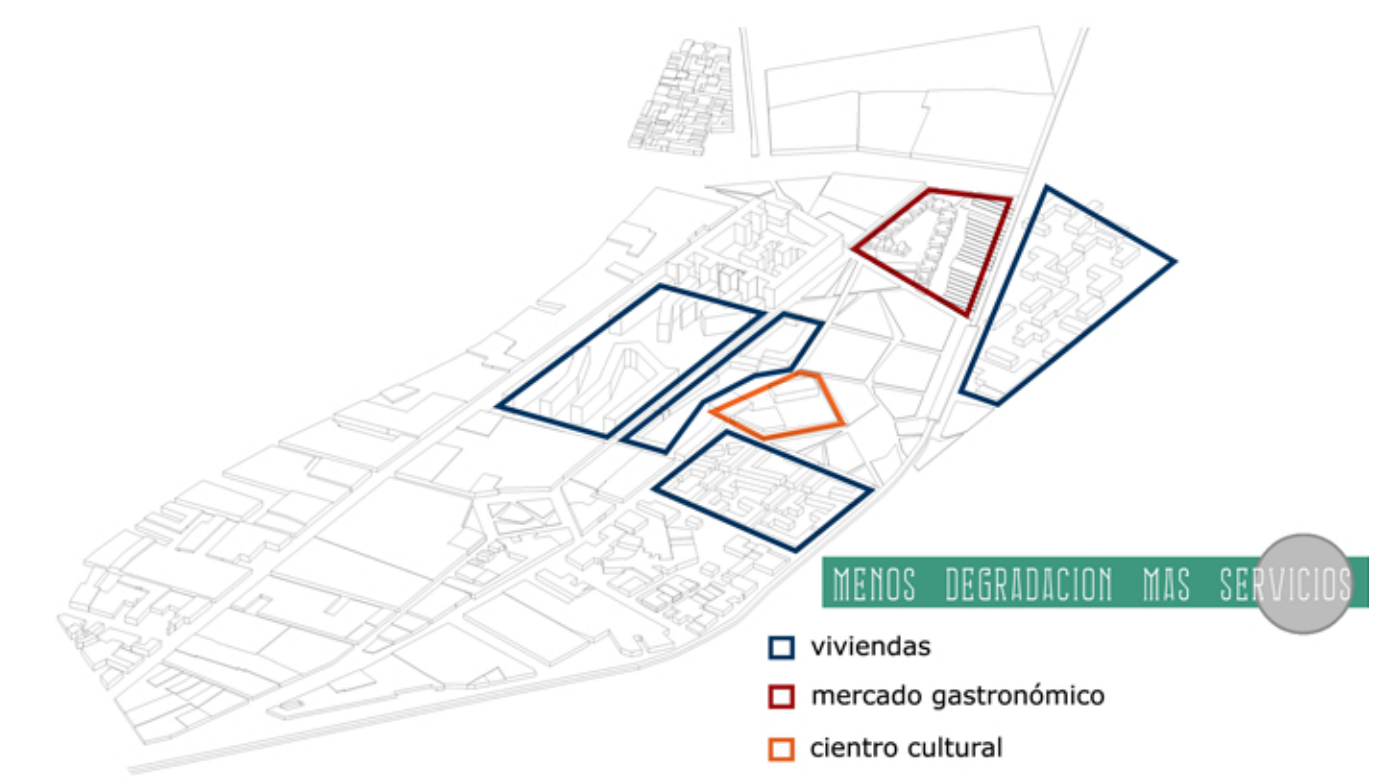 MENOS DEGRADACION MAS SERVICIOS
viviendas
mercado gastronómico
cientro cultural